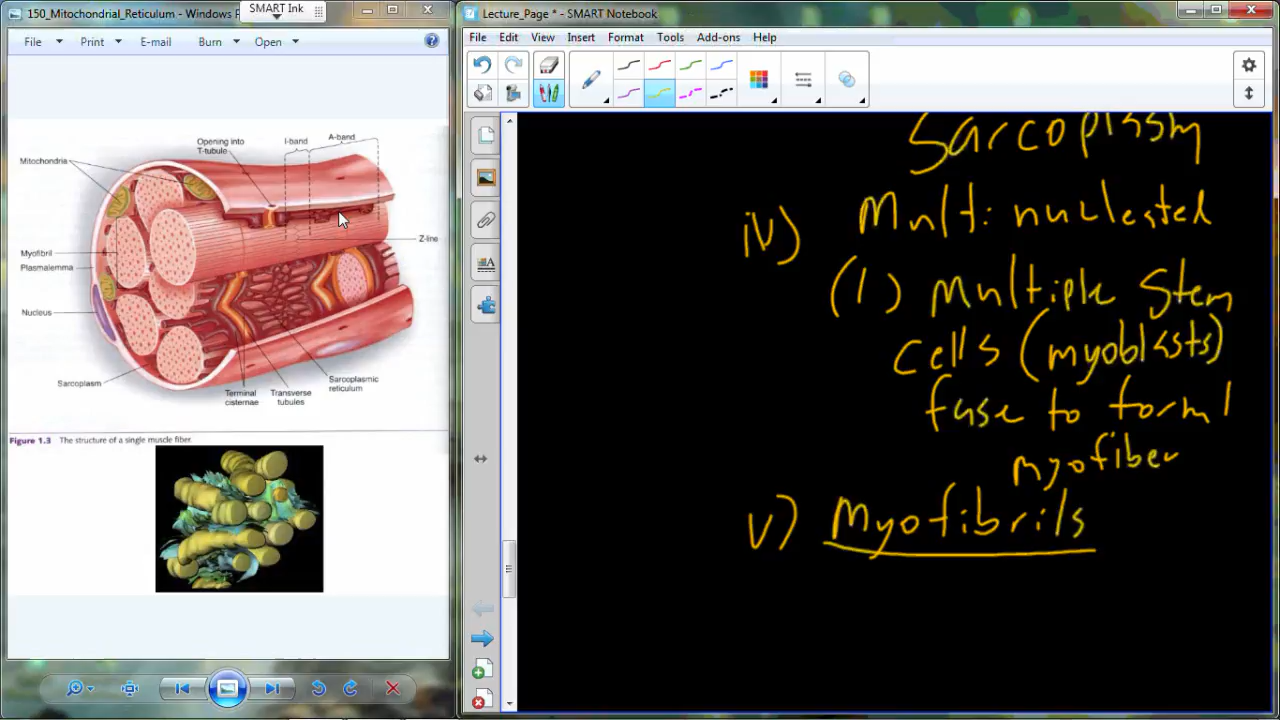 150_Mitochondrial_Reticulum - Windows P
SMART Ink
File Print E-mail Burn Open
Opening into
T-tubule
I-band
A-band
Mitochondria
Z-line
Myofibril
Plasmalemma
Nucleus
Sarcoplasm
Terminal
cisternae
Transverse
tubules
Sarcoplasmic
reticulum
Figure 1.3 The structure of a single muscle fiber.
Lecture_Page * - SMART Notebook
File Edit View Insert Format Tools Add-ons Help
Sarcoplasm
iv) Multi nucleated
(1) Multiple Stem
cells (myoblasts)
fuse to form 1
myofiber
v) Myofibrils